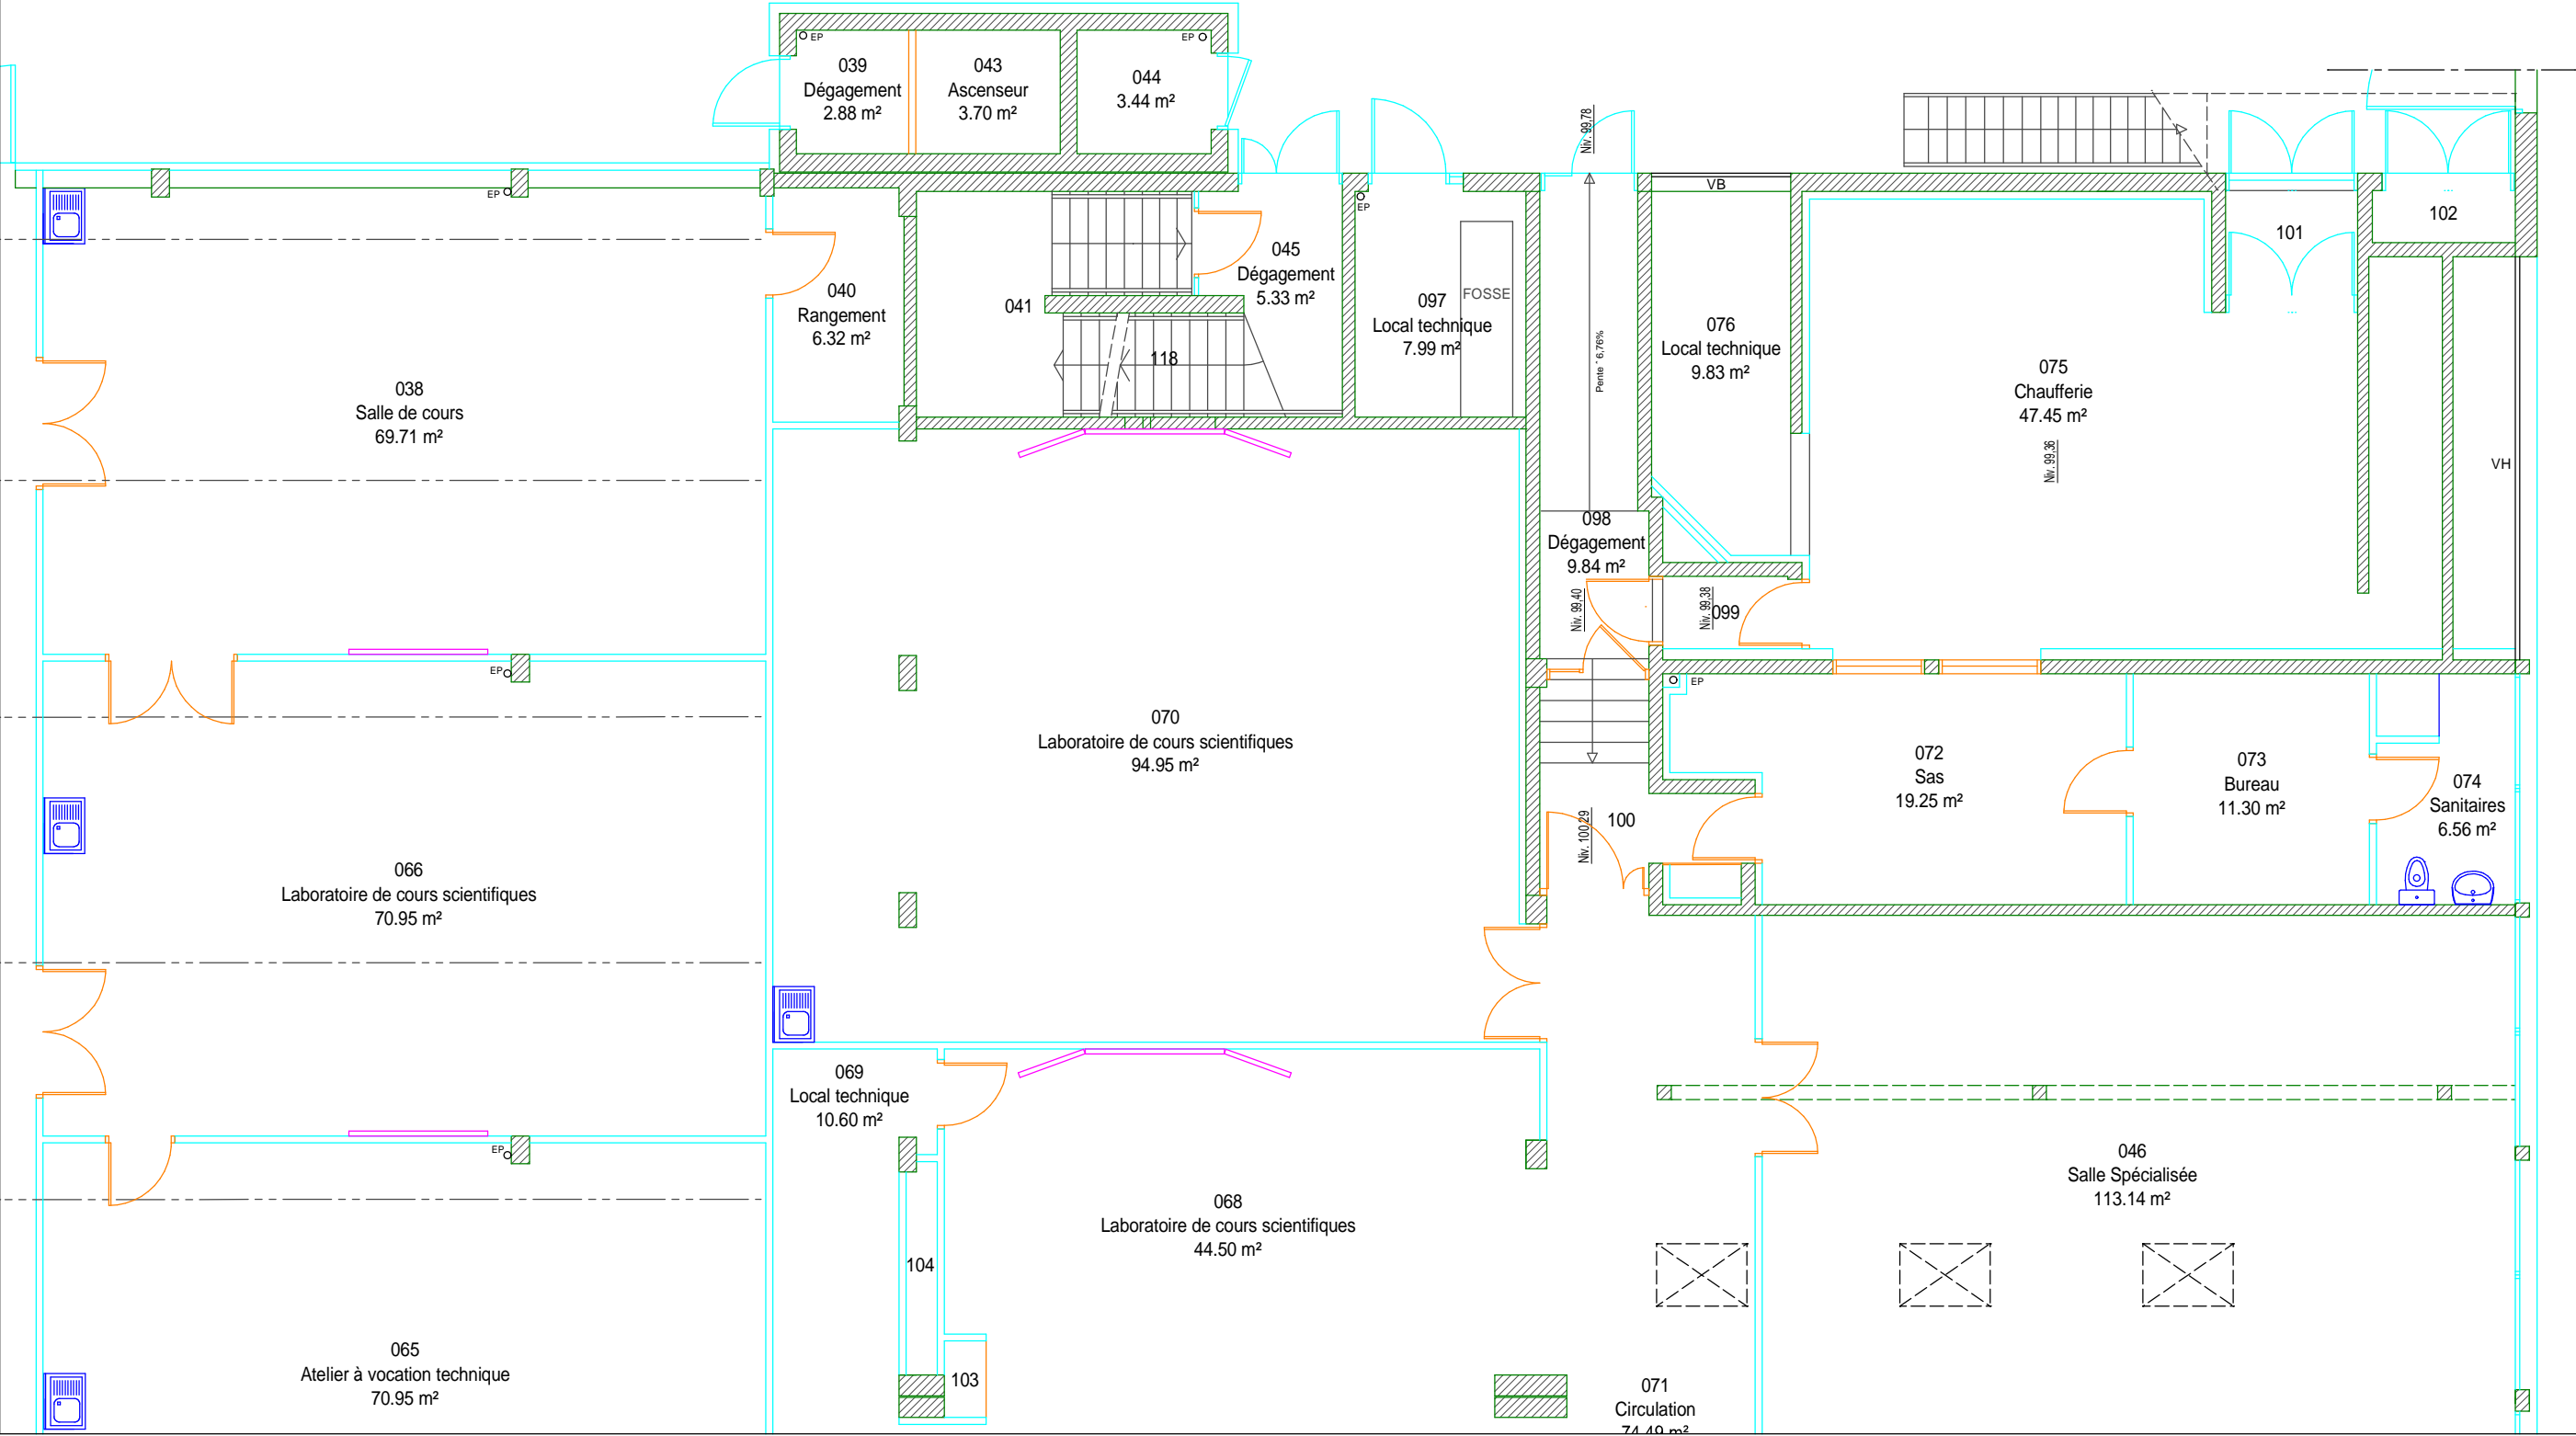 EP
039
Dégagement
2.88 m²
043
Ascenseur
3.70 m²
EP
044
3.44 m²
Niv. 99,78
EP
VB
EP
102
101
045
Dégagement
5.33 m²
040
Rangement
6.32 m²
041
097
Local technique
7.99 m²
FOSSE
118
Pente ~ 6,76%
076
Local technique
9.83 m²
075
Chaufferie
47.45 m²
Niv. 99,36
VH
038
Salle de cours
69.71 m²
098
Dégagement
9.84 m²
Niv. 99,40
Niv. 99,38
099
EP
EP
070
Laboratoire de cours scientifiques
94.95 m²
072
Sas
19.25 m²
073
Bureau
11.30 m²
074
Sanitaires
6.56 m²
Niv. 100,29
100
066
Laboratoire de cours scientifiques
70.95 m²
069
Local technique
10.60 m²
EP
046
Salle Spécialisée
113.14 m²
068
Laboratoire de cours scientifiques
44.50 m²
104
065
Atelier à vocation technique
70.95 m²
103
071
Circulation
74.49 m²